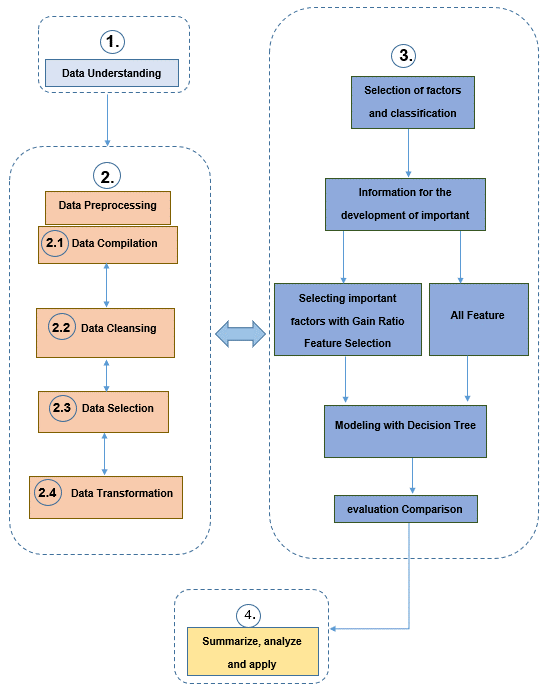 1.
Data Understanding
2.
Data Preprocessing
2.1 Data Compilation
2.2 Data Cleansing
2.3 Data Selection
2.4 Data Transformation
3.
Selection of factors
and classification
Information for the
development of important
Selecting important
factors with Gain Ratio
Feature Selection
All Feature
Modeling with Decision Tree
evaluation Comparison
4.
Summarize, analyze
and apply